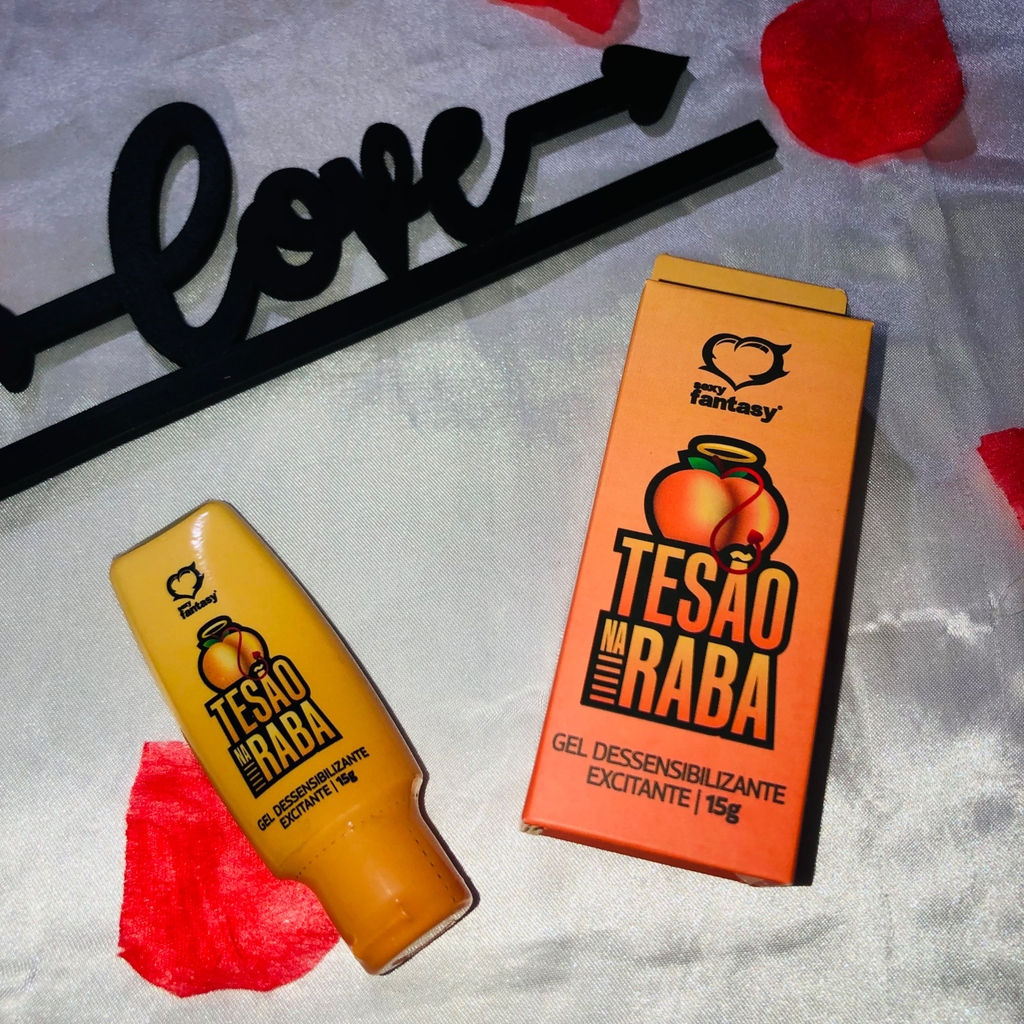 love
sexy
fantasy®
TESÃO
NA
RABA
GEL DESSENSIBILIZANTE
EXCITANTE | 15g
sexy
fantasy®
TESÃO
NA
RABA
GEL DESSENSIBILIZANTE
EXCITANTE | 15g